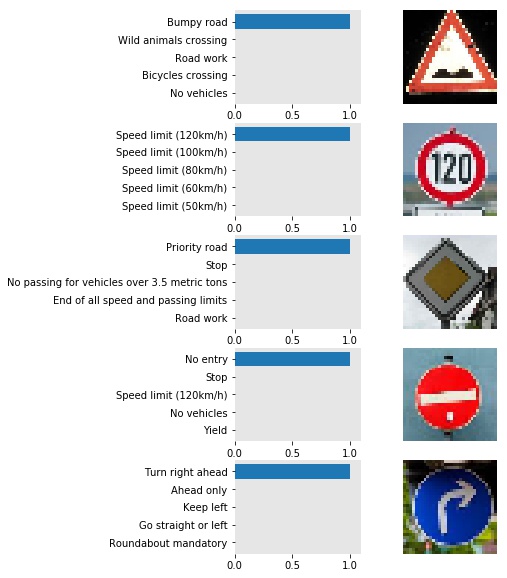 Bumpy road
Wild animals crossing
Road work
Bicycles crossing
No vehicles
0.0 0.5 1.0
Speed limit (120km/h)
Speed limit (100km/h)
Speed limit (80km/h)
Speed limit (60km/h)
Speed limit (50km/h)
120
0.0 0.5 1.0
Priority road
Stop
No passing for vehicles over 3.5 metric tons
End of all speed and passing limits
Road work
0.0 0.5 1.0
No entry
Stop
Speed limit (120km/h)
No vehicles
Yield
0.0 0.5 1.0
Turn right ahead
Ahead only
Keep left
Go straight or left
Roundabout mandatory
0.0 0.5 1.0